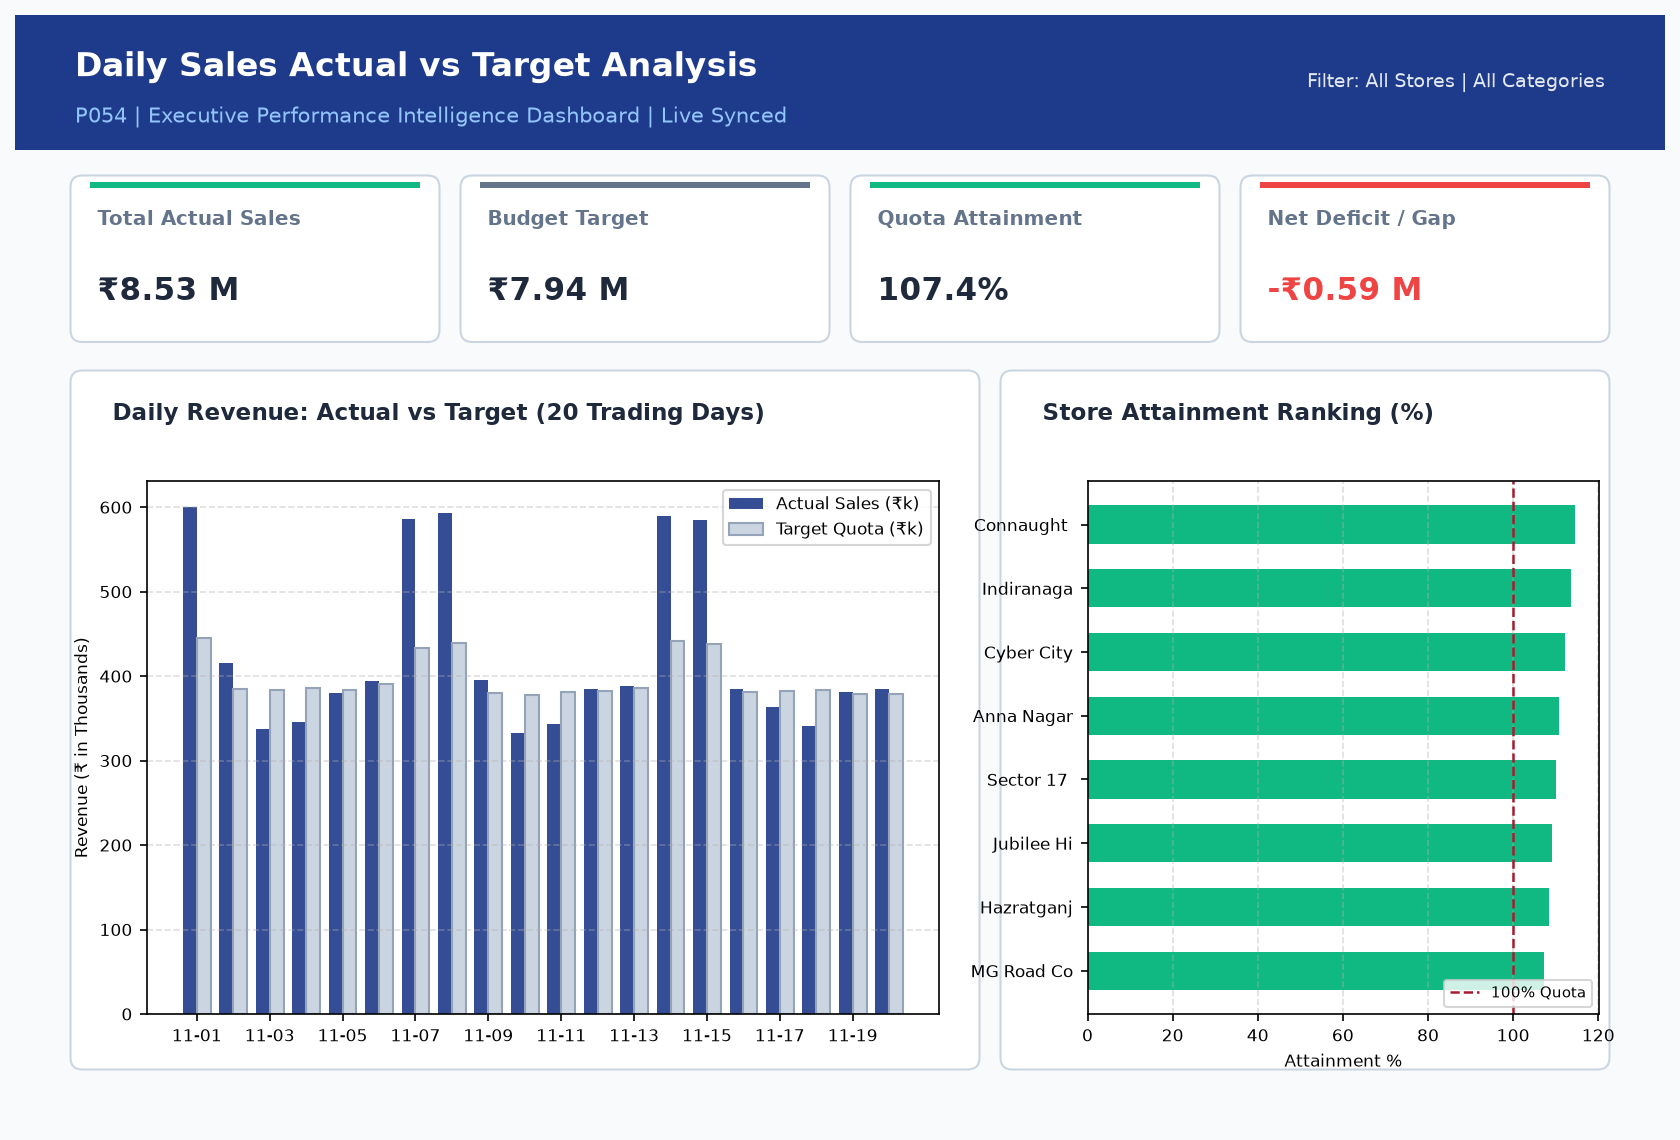 Daily Sales Actual vs Target Analysis
P054 | Executive Performance Intelligence Dashboard | Live Synced
Filter: All Stores | All Categories
Total Actual Sales
₹8.53 M
Budget Target
₹7.94 M
Quota Attainment
107.4%
Net Deficit / Gap
-₹0.59 M
Daily Revenue: Actual vs Target (20 Trading Days)
Actual Sales (₹k)
Target Quota (₹k)
Revenue (₹ in Thousands)
600
500
400
300
200
100
0
11-01 11-03 11-05 11-07 11-09 11-11 11-13 11-15 11-17 11-19
Store Attainment Ranking (%)
Connaught
Indiranaga
Cyber City
Anna Nagar
Sector 17
Jubilee Hi
Hazratganj
MG Road Co
100% Quota
0 20 40 60 80 100 120
Attainment %